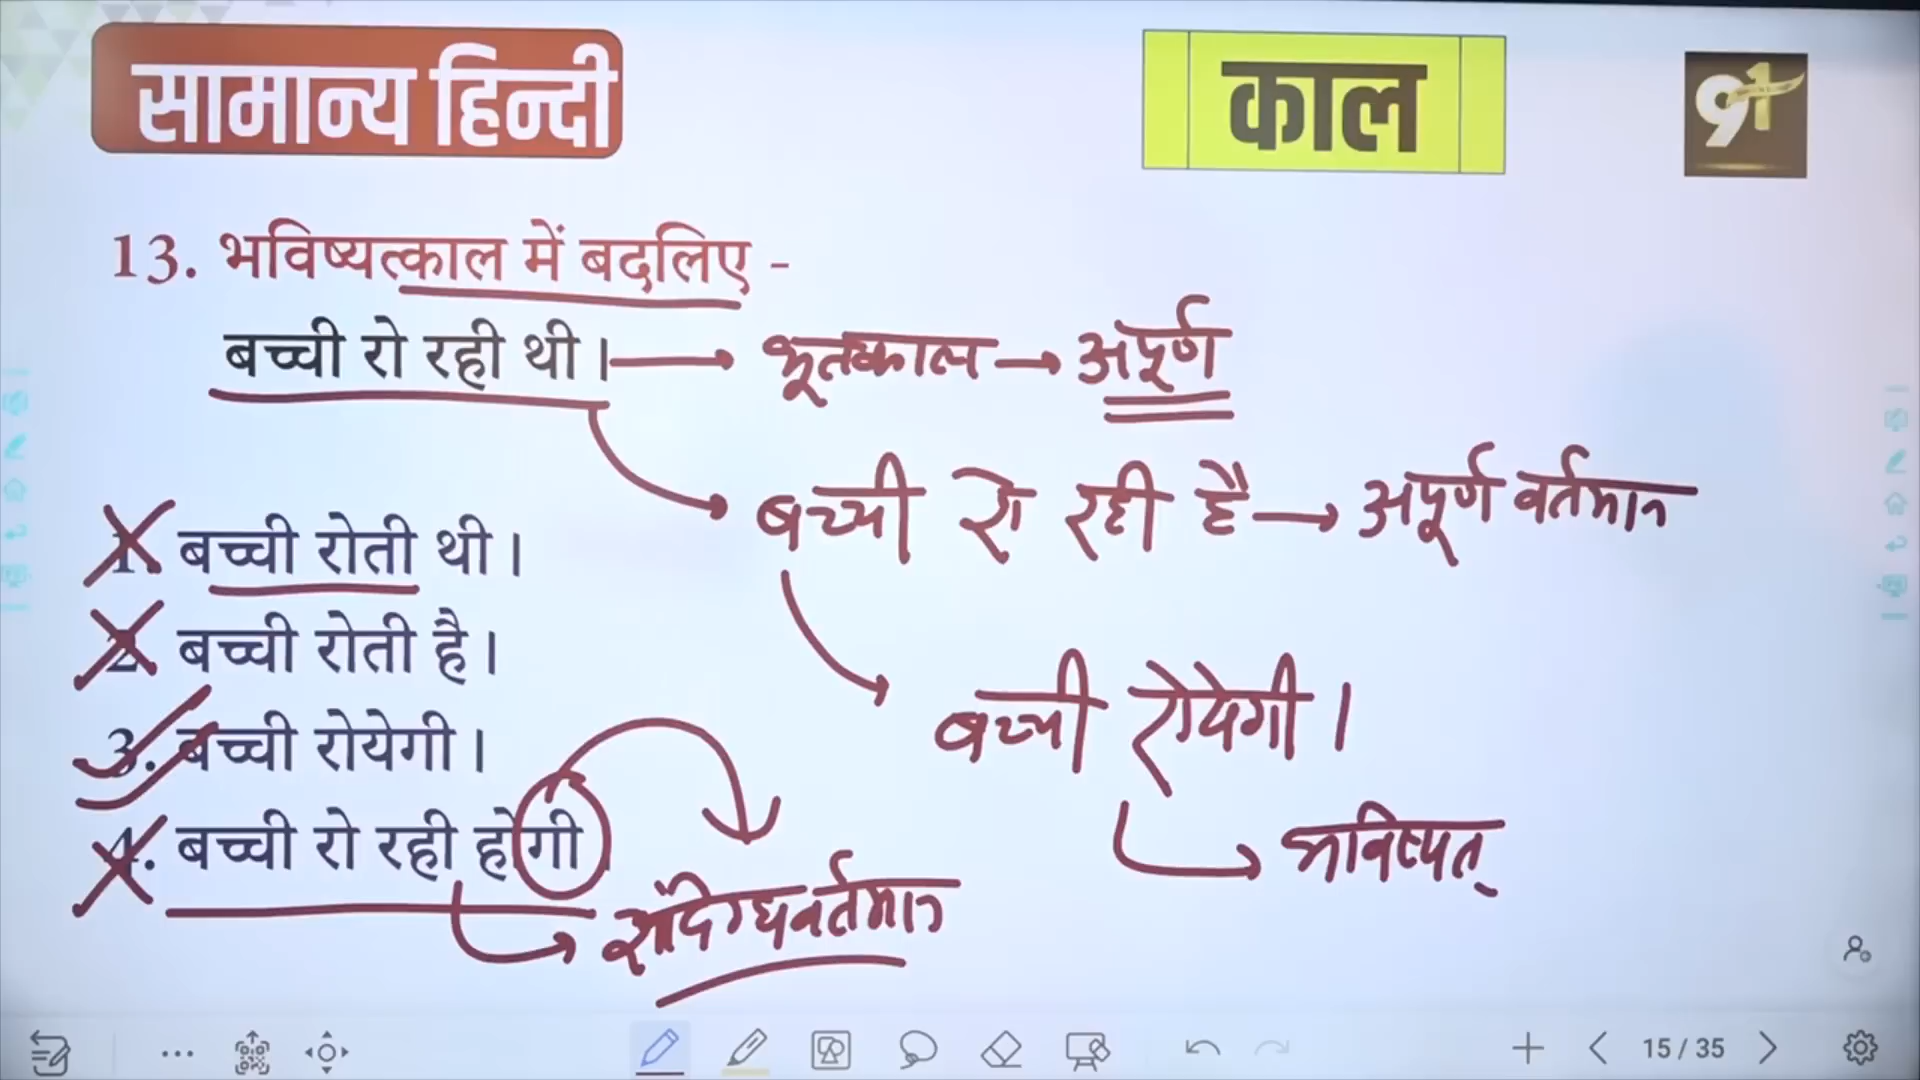 सामान्य हिन्दी
काल
91
13. भविष्यत्काल में बदलिए -
बच्ची रो रही थी। → भूतकाल → अपूर्ण
बच्ची रो रही है → अपूर्ण वर्तमान
1. बच्ची रोती थी।
2. बच्ची रोती है।
बच्ची रोयेगी।
3. बच्ची रोयेगी।
भविष्यत्
4. बच्ची रो रही होगी
संदिग्धवर्तमान
15 / 35